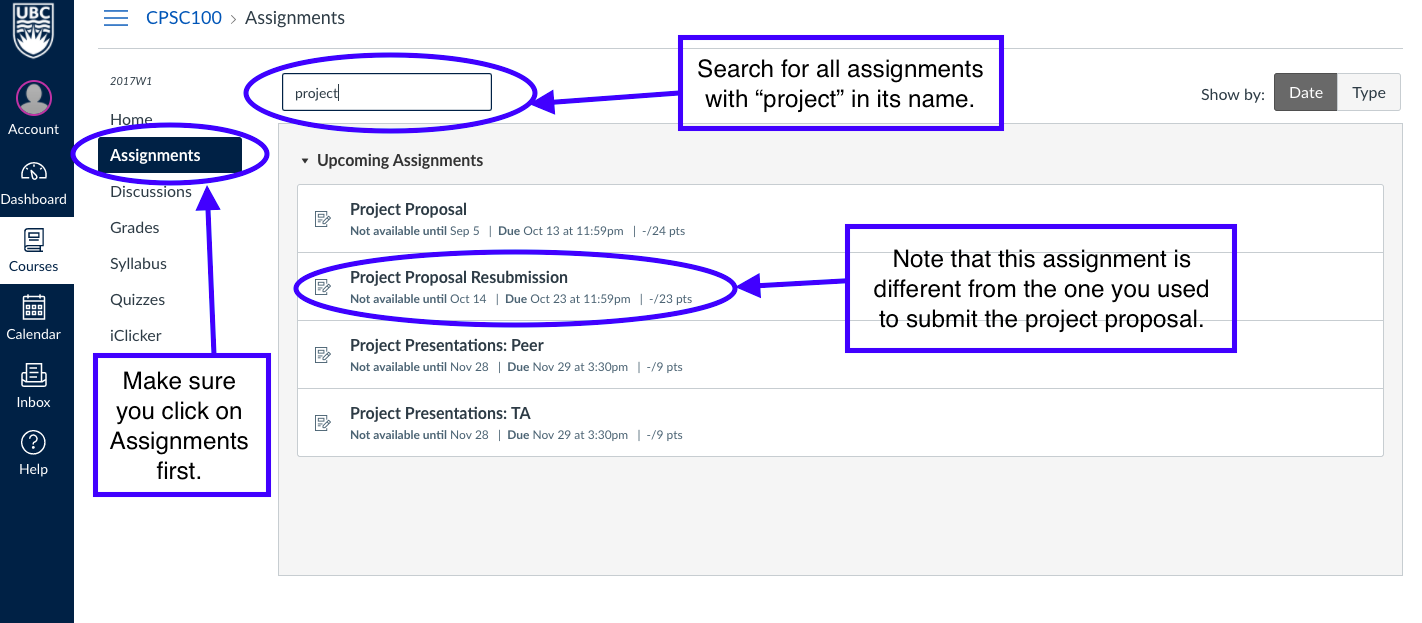 UBC
CPSC100 › Assignments
2017W1
project
Search for all assignments
with “project” in its name.
Show by:
Date
Type
Account
Dashboard
Courses
Calendar
Inbox
Help
Home
Assignments
Discussions
Grades
Syllabus
Quizzes
iClicker
Make sure
you click on
Assignments
first.
Upcoming Assignments
Project Proposal
Not available until Sep 5 | Due Oct 13 at 11:59pm | -/24 pts
Project Proposal Resubmission
Not available until Oct 14 | Due Oct 23 at 11:59pm | -/23 pts
Note that this assignment is
different from the one you used
to submit the project proposal.
Project Presentations: Peer
Not available until Nov 28 | Due Nov 29 at 3:30pm | -/9 pts
Project Presentations: TA
Not available until Nov 28 | Due Nov 29 at 3:30pm | -/9 pts